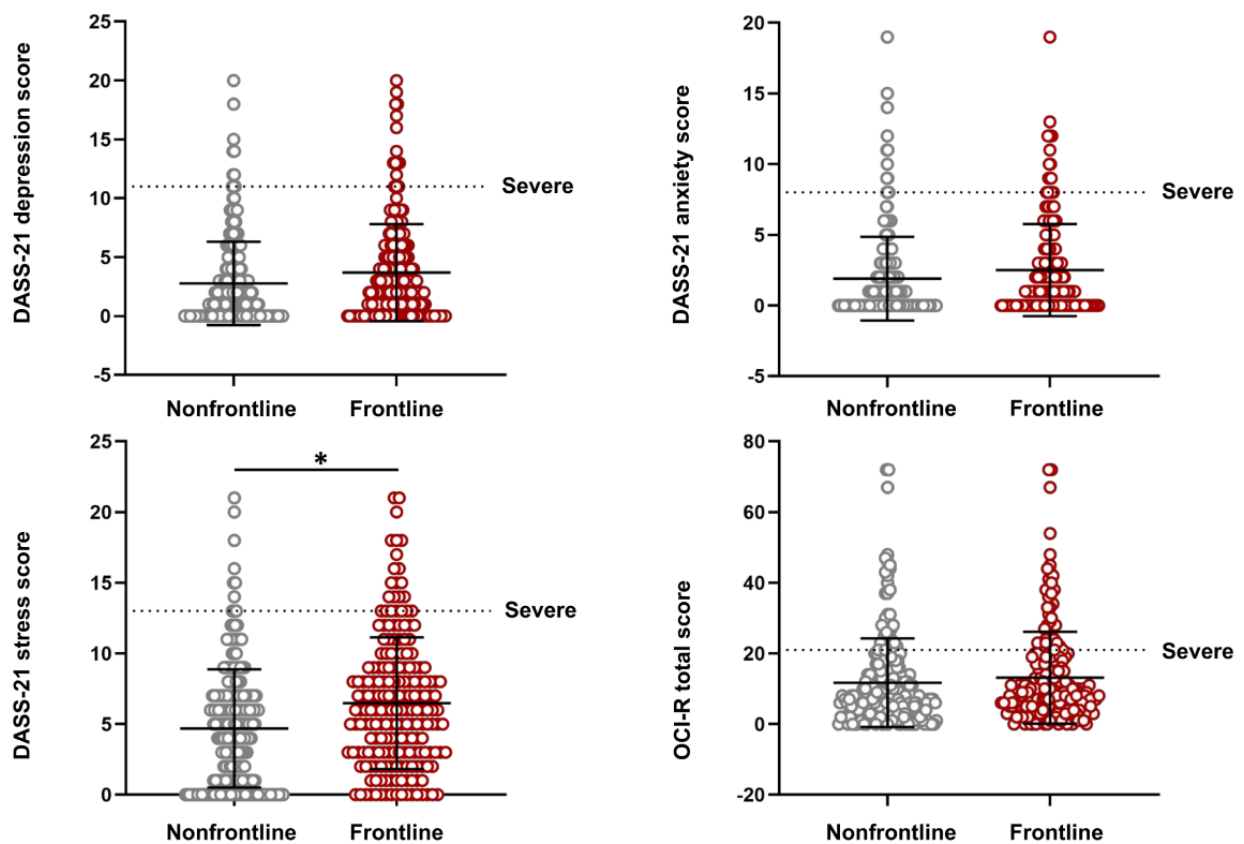 DASS-21 depression score
25
20
15
10
5
0
-5
Severe
Nonfrontline
Frontline
DASS-21 anxiety score
20
15
10
5
0
-5
Severe
Nonfrontline
Frontline
DASS-21 stress score
25
20
15
10
5
0
*
Severe
Nonfrontline
Frontline
OCI-R total score
80
60
40
20
0
-20
Severe
Nonfrontline
Frontline